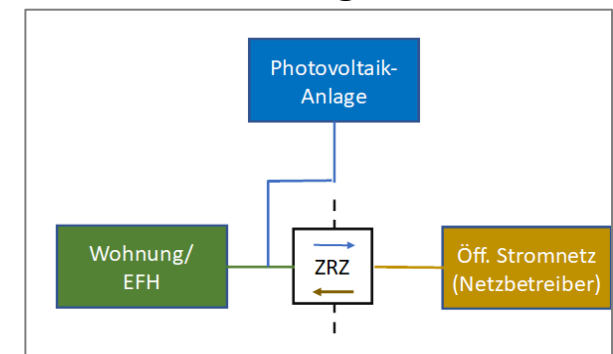 Photovoltaik-
Anlage
Wohnung/
EFH
ZRZ
Öff. Stromnetz
(Netzbetreiber)